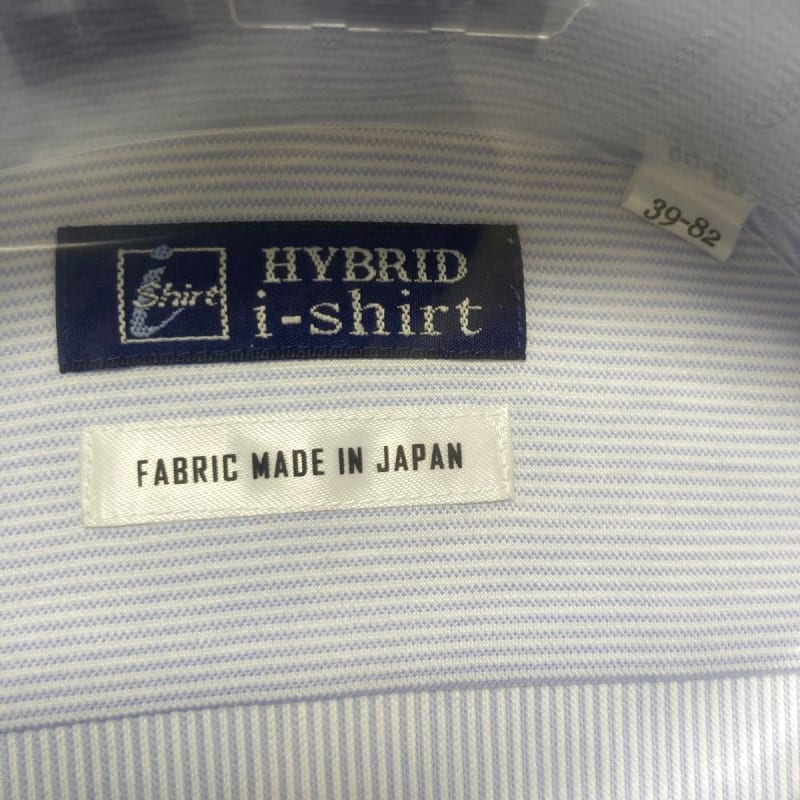 39-82
Shirt
HYBRID
i-shirt
FABRIC MADE IN JAPAN